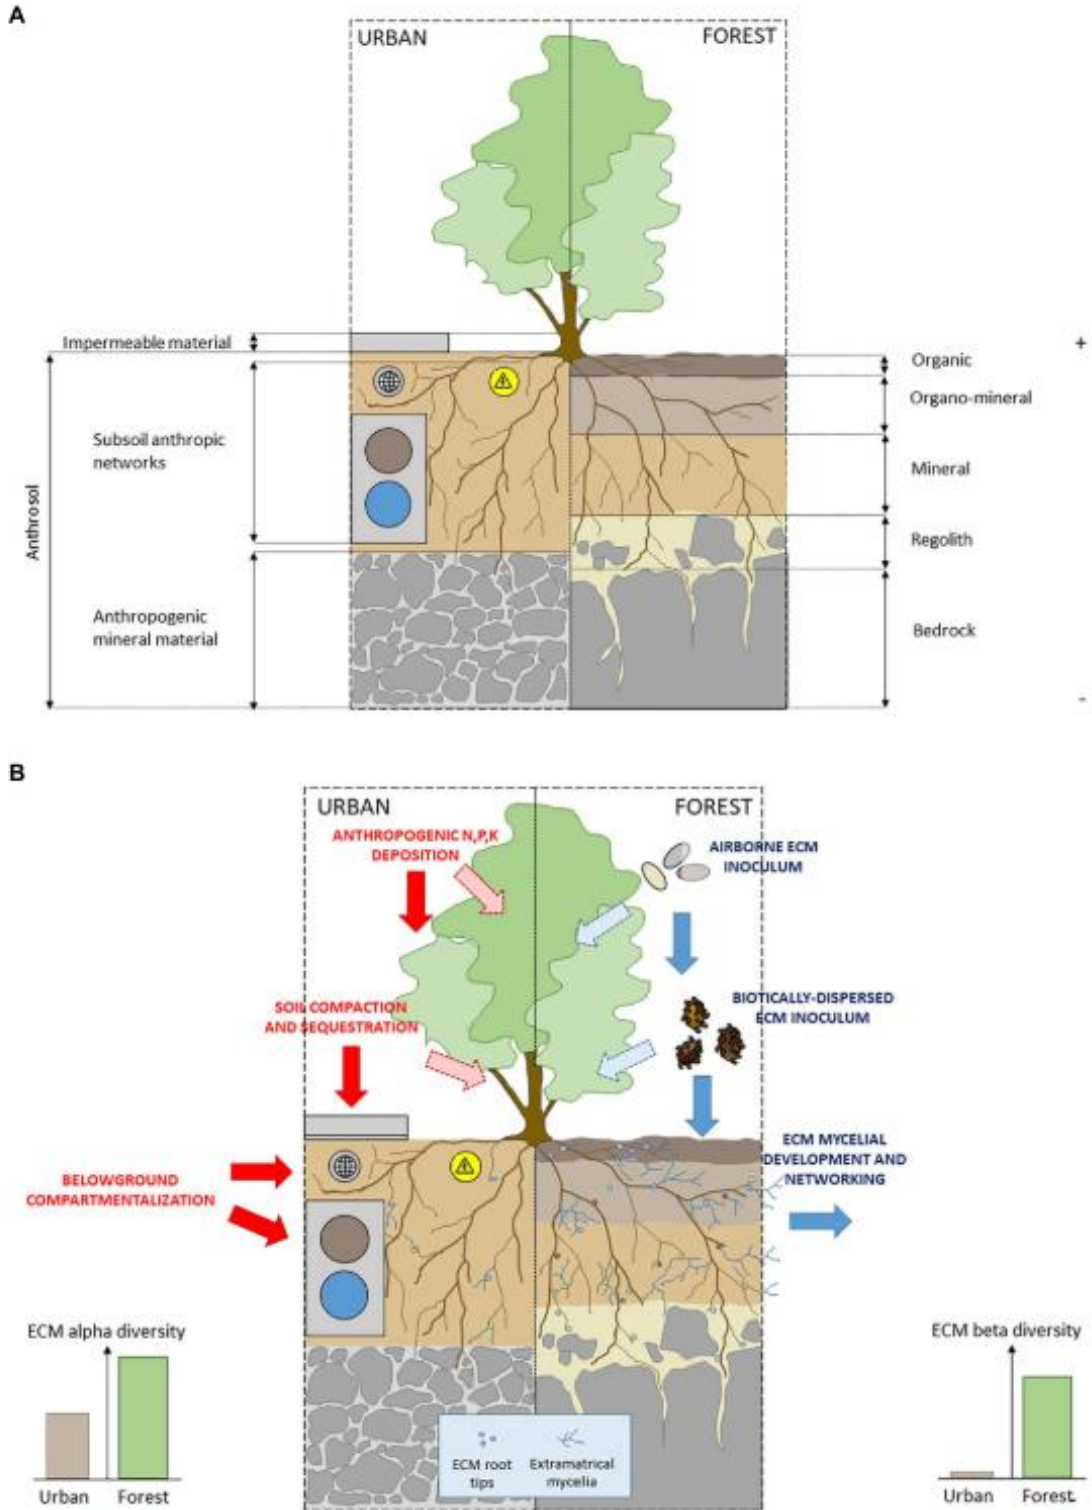 A
URBAN
FOREST
Impermeable material
+
Organic
Organo-mineral
Subsoil anthropic
networks
Mineral
Anthrosol
Regolith
Anthropogenic
mineral material
Bedrock
-
B
URBAN
FOREST
ANTHROPOGENIC N,P,K
DEPOSITION
AIRBORNE ECM
INOCULUM
SOIL COMPACTION
AND SEQUESTRATION
BIOTICALLY-DISPERSED
ECM INOCULUM
BELOWGROUND
COMPARTMENTALIZATION
ECM MYCELIAL
DEVELOPMENT AND
NETWORKING
ECM alpha diversity
Urban
Forest
ECM root
tips
Extramatrical
mycelia
ECM beta diversity
Urban
Forest